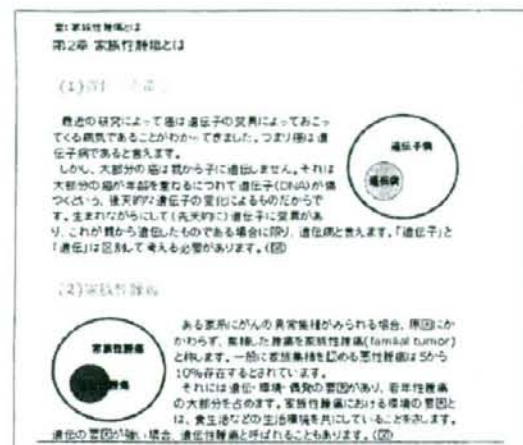 章: 家族性腫瘍とは
第2章 家族性腫瘍とは
(1)
最近の研究によって癌は遺伝子の変異によっておこっ
てくる病気であることがわかってきました。つまり癌は遺
伝子病であると言えます。
しかし、大部分の癌は親から子に遺伝しません。それは
大部分の癌が年齢を重ねるにつれて遺伝子(DNA)が傷
つくという、後天的な遺伝子の変化によるものだからで
す。生まれながらにして(先天的に)遺伝子に変異があ
り、これが親から遺伝したものである場合に限り、遺伝病と言えます。「遺伝子」と
「遺伝」は区別して考える必要があります。(図)
遺伝子病
遺伝病
(2)家族性腫瘍
ある家系にがんの異常集積がみられる場合、原因にか
かわらず、集積した腫瘍を家族性腫瘍(familial tumor)
と称します。一般に家族集積を認める悪性腫瘍は5から
10%存在するとされています。
それには遺伝・環境・偶発の要因があり、若年性腫瘍
の大部分を占めます。家族性腫瘍における環境の要因と
は、食生活などの生活環境を共にしていることをさします。
遺伝の要因が強い場合、遺伝性腫瘍と呼ばれることもあります。(図)
家族性腫瘍
腫瘍